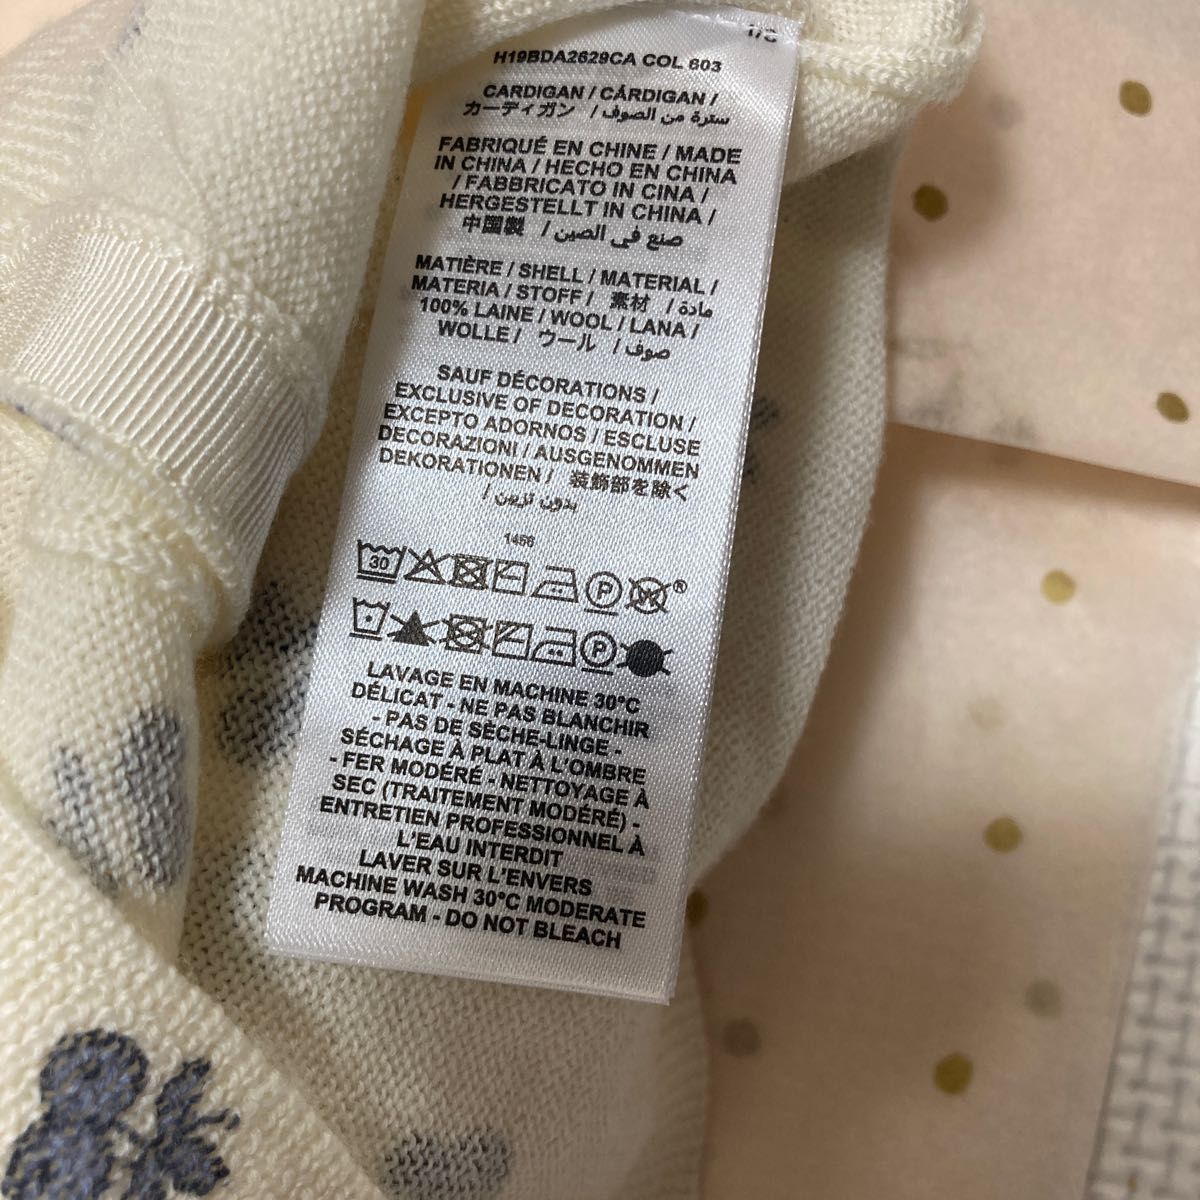 1/8
H19BDA2629CA COL 603
CARDIGAN / CÁRDIGAN /
カーディガン / سترة من الصوف
FABRIQUÉ EN CHINE / MADE
IN CHINA / HECHO EN CHINA
/ FABBRICATO IN CINA /
HERGESTELLT IN CHINA /
中国製 / صنع في الصين
MATIÈRE / SHELL / MATERIAL /
MATERIA / STOFF / 素材 / مادة
100% LAINE / WOOL / LANA /
WOLLE / ウール / صوف
SAUF DÉCORATIONS /
EXCLUSIVE OF DECORATION /
EXCEPTO ADORNOS / ESCLUSE
DECORAZIONI / AUSGENOMMEN
DEKORATIONEN / 装飾部を除く
/ بدون تزيين
1456
30 P W ®
P
LAVAGE EN MACHINE 30°C
DÉLICAT - NE PAS BLANCHIR
- PAS DE SÈCHE-LINGE -
SÉCHAGE À PLAT À L'OMBRE
- FER MODÉRÉ - NETTOYAGE À
SEC (TRAITEMENT MODÉRÉ) -
ENTRETIEN PROFESSIONNEL À
L'EAU INTERDIT
LAVER SUR L'ENVERS
MACHINE WASH 30°C MODERATE
PROGRAM - DO NOT BLEACH